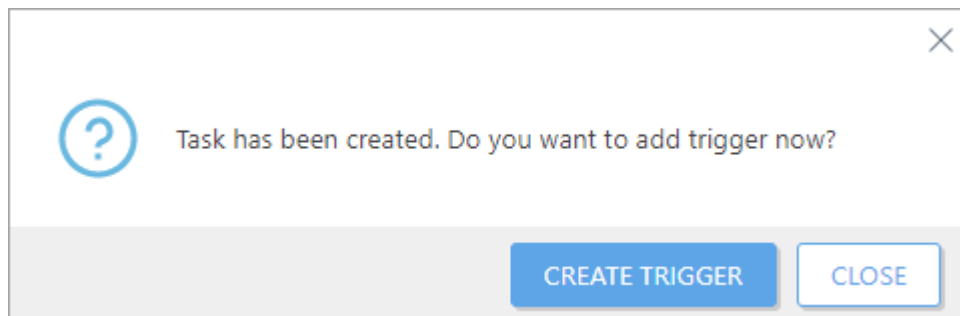 Task has been created. Do you want to add trigger now?
CREATE TRIGGER
CLOSE